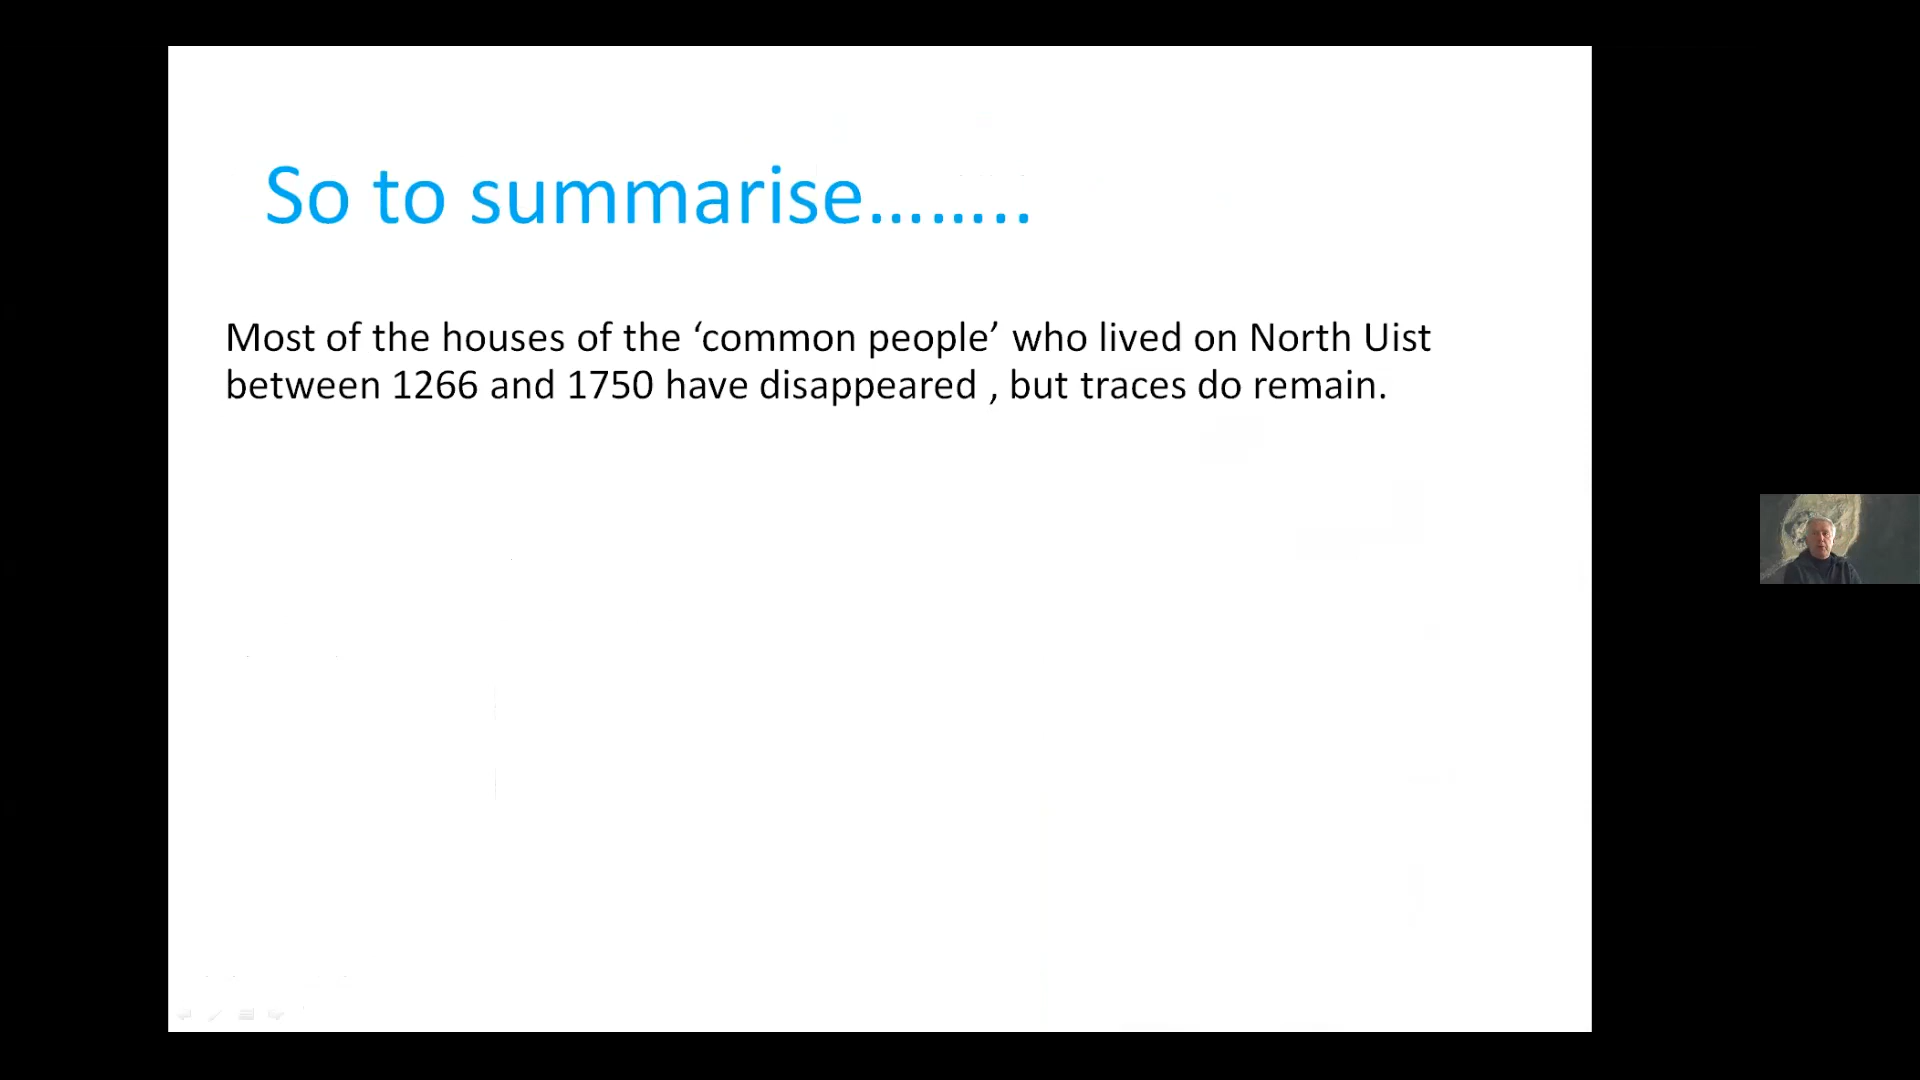 So to summarise........
Most of the houses of the ‘common people’ who lived on North Uist
between 1266 and 1750 have disappeared , but traces do remain.